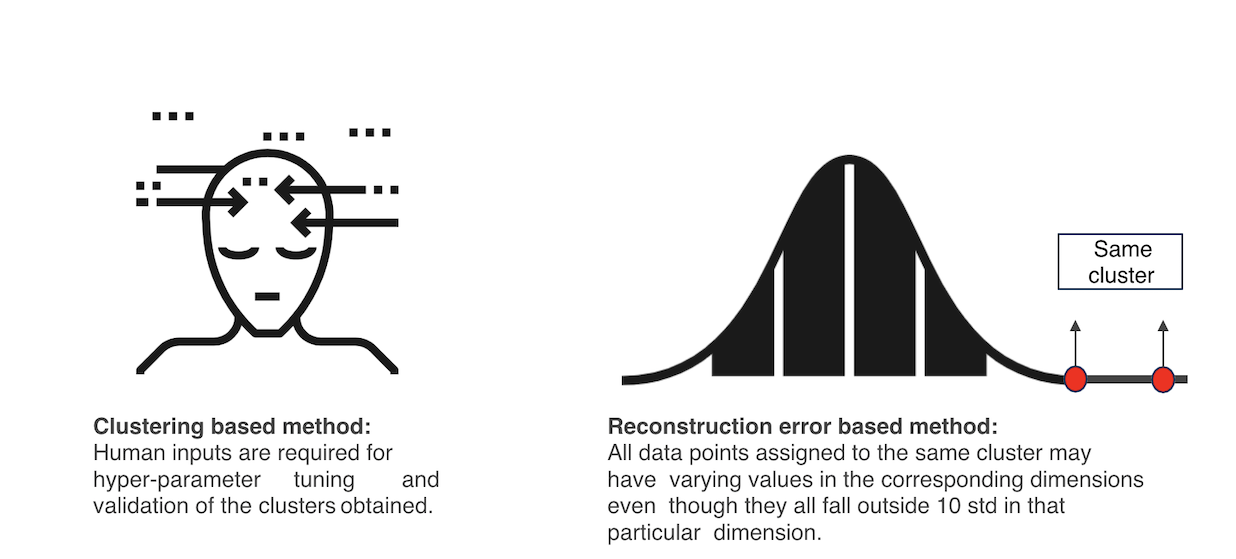 Same
cluster
Clustering based method:
Human inputs are required for
hyper-parameter tuning and
validation of the clusters obtained.
Reconstruction error based method:
All data points assigned to the same cluster may
have varying values in the corresponding dimensions
even though they all fall outside 10 std in that
particular dimension.